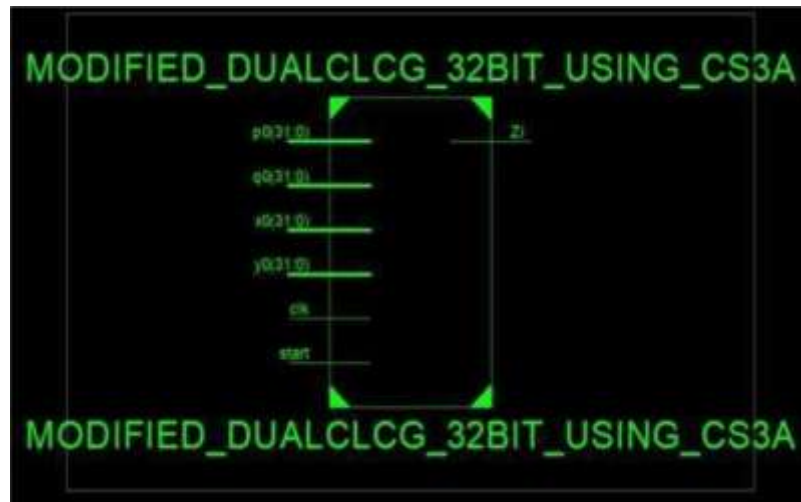 MODIFIED_DUALCLCG_32BIT_USING_CS3A
p0(31:0)
Zi
q0(31:0)
x0(31:0)
y0(31:0)
clk
start
MODIFIED_DUALCLCG_32BIT_USING_CS3A